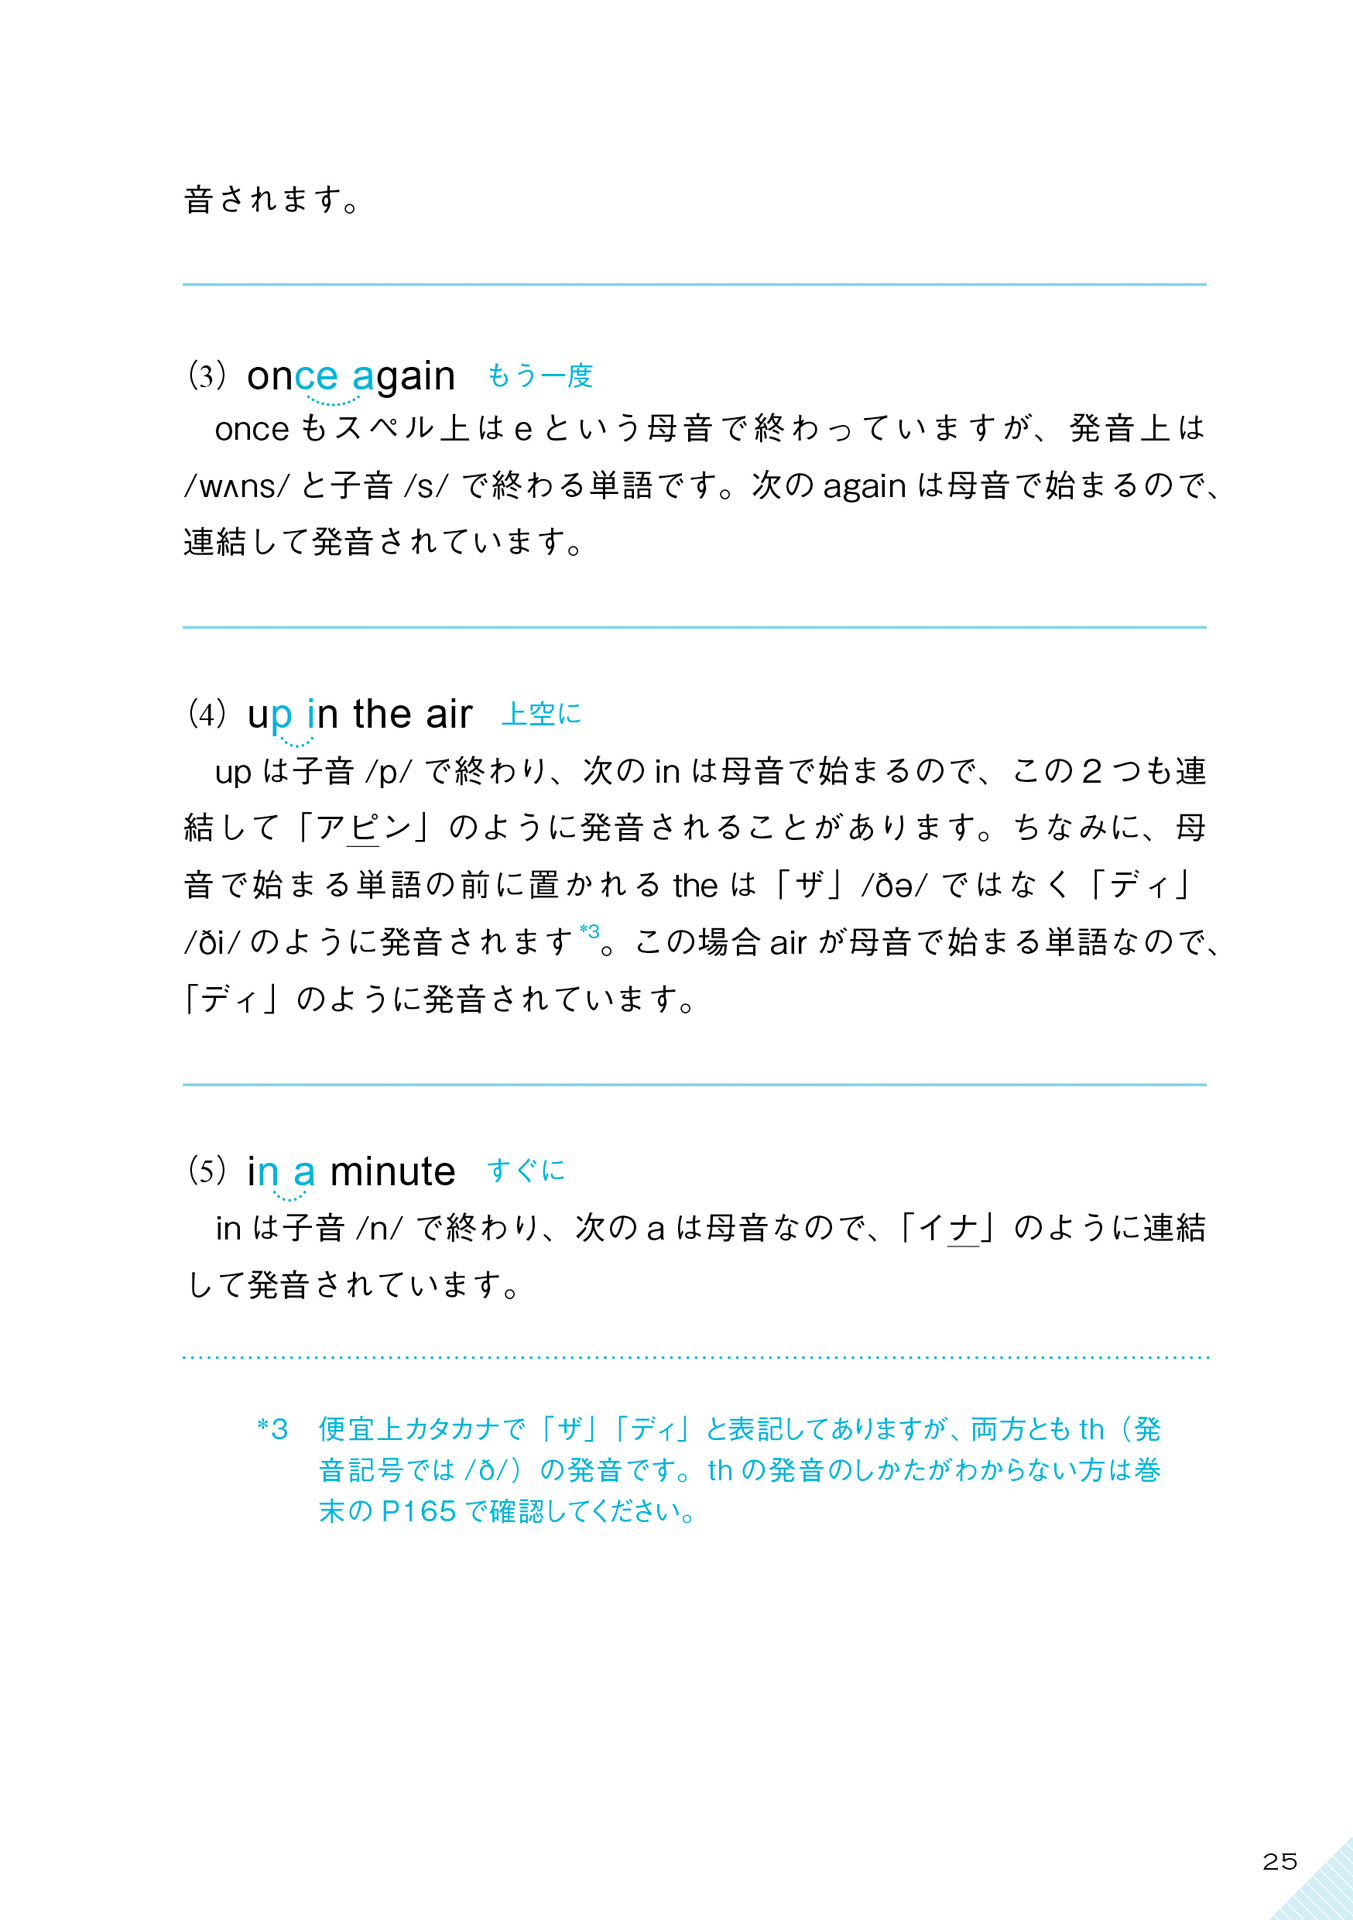 音されます。
（3）once again もう一度
onceもスペル上はeという母音で終わっていますが、発音上は
/wʌns/ と子音 /s/ で終わる単語です。次の again は母音で始まるので、
連結して発音されています。
（4）up in the air 上空に
up は子音 /p/ で終わり、次の in は母音で始まるので、この2つも連
結して「アピン」のように発音されることがあります。ちなみに、母
音で始まる単語の前に置かれる the は「ザ」/ðə/ ではなく「ディ」
/ði/ のように発音されます*3。この場合 air が母音で始まる単語なので、
「ディ」のように発音されています。
（5）in a minute すぐに
in は子音 /n/ で終わり、次の a は母音なので、「イナ」のように連結
して発音されています。
*3 便宜上カタカナで「ザ」「ディ」と表記してありますが、両方とも th（発
音記号では /ð/）の発音です。th の発音のしかたがわからない方は巻
末の P165 で確認してください。
25